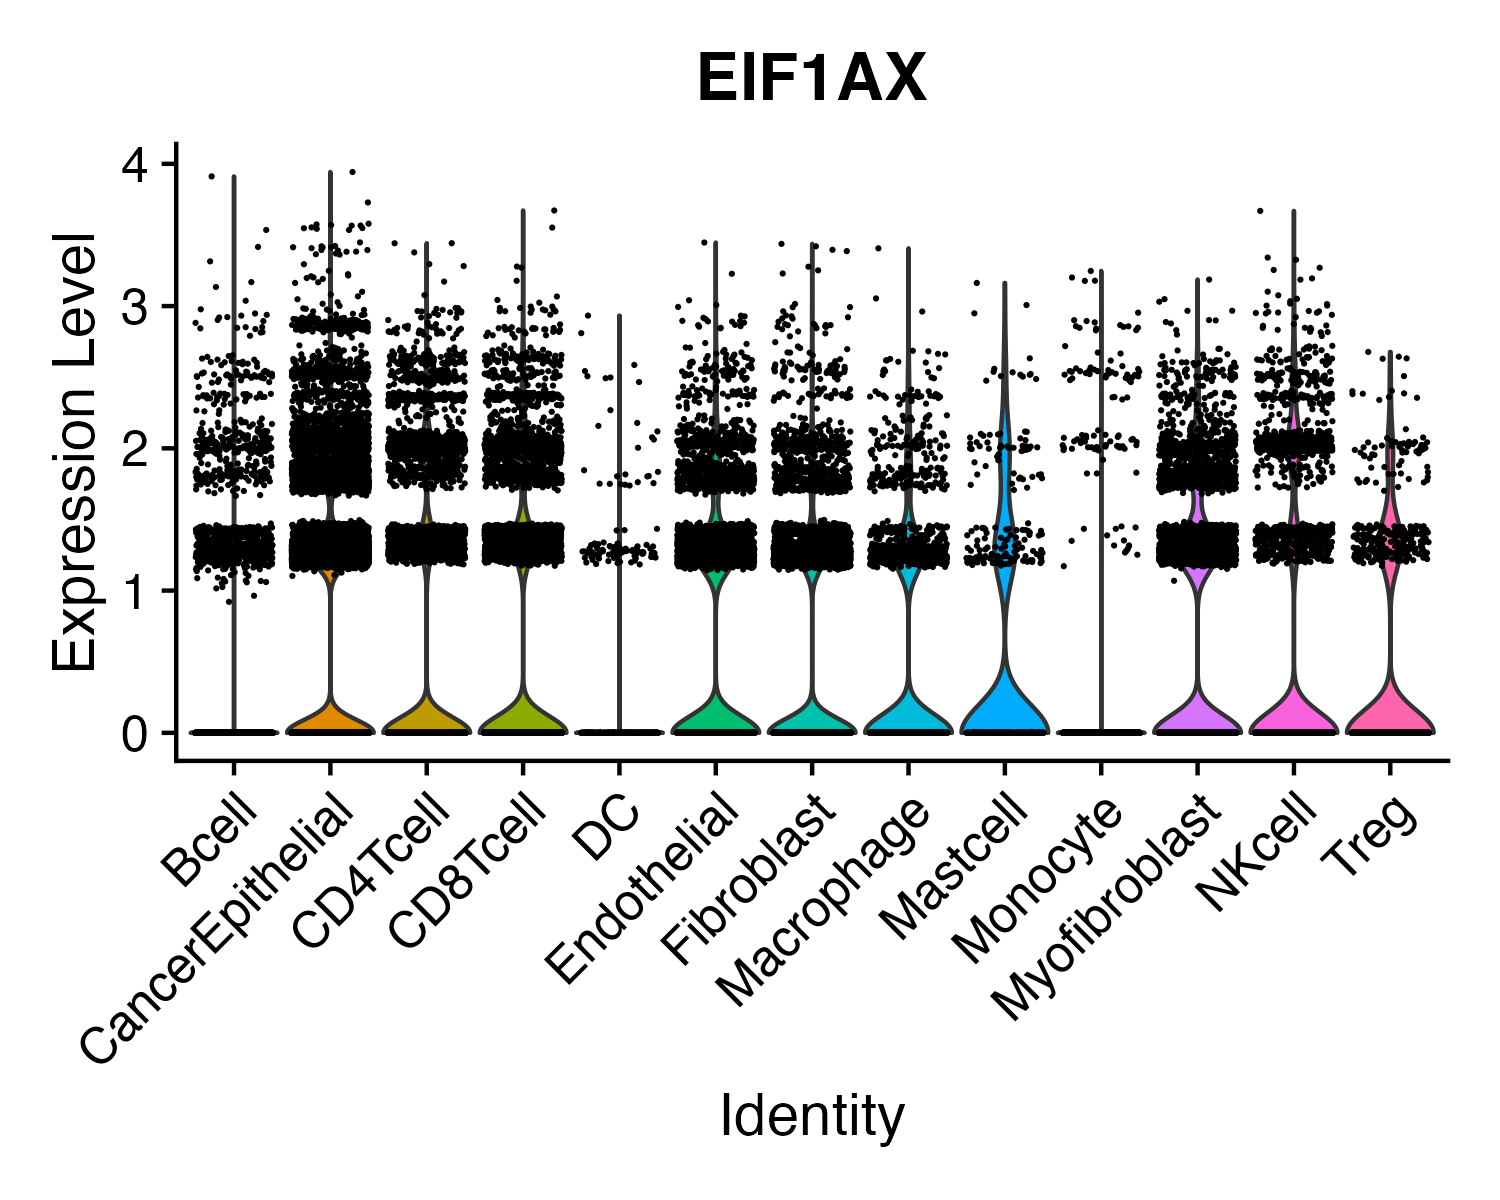 EIF1AX
Expression Level
4
3
2
1
0
Bcell
CancerEpithelial
CD4Tcell
CD8Tcell
DC
Endothelial
Fibroblast
Macrophage
Mastcell
Monocyte
Myofibroblast
NKcell
Treg
Identity